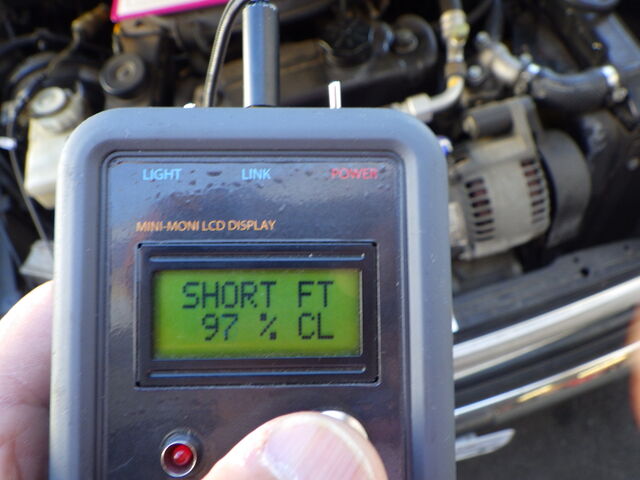 LIGHT LINK POWER
MINI-MONI LCD DISPLAY
SHORT FT
97 % CL